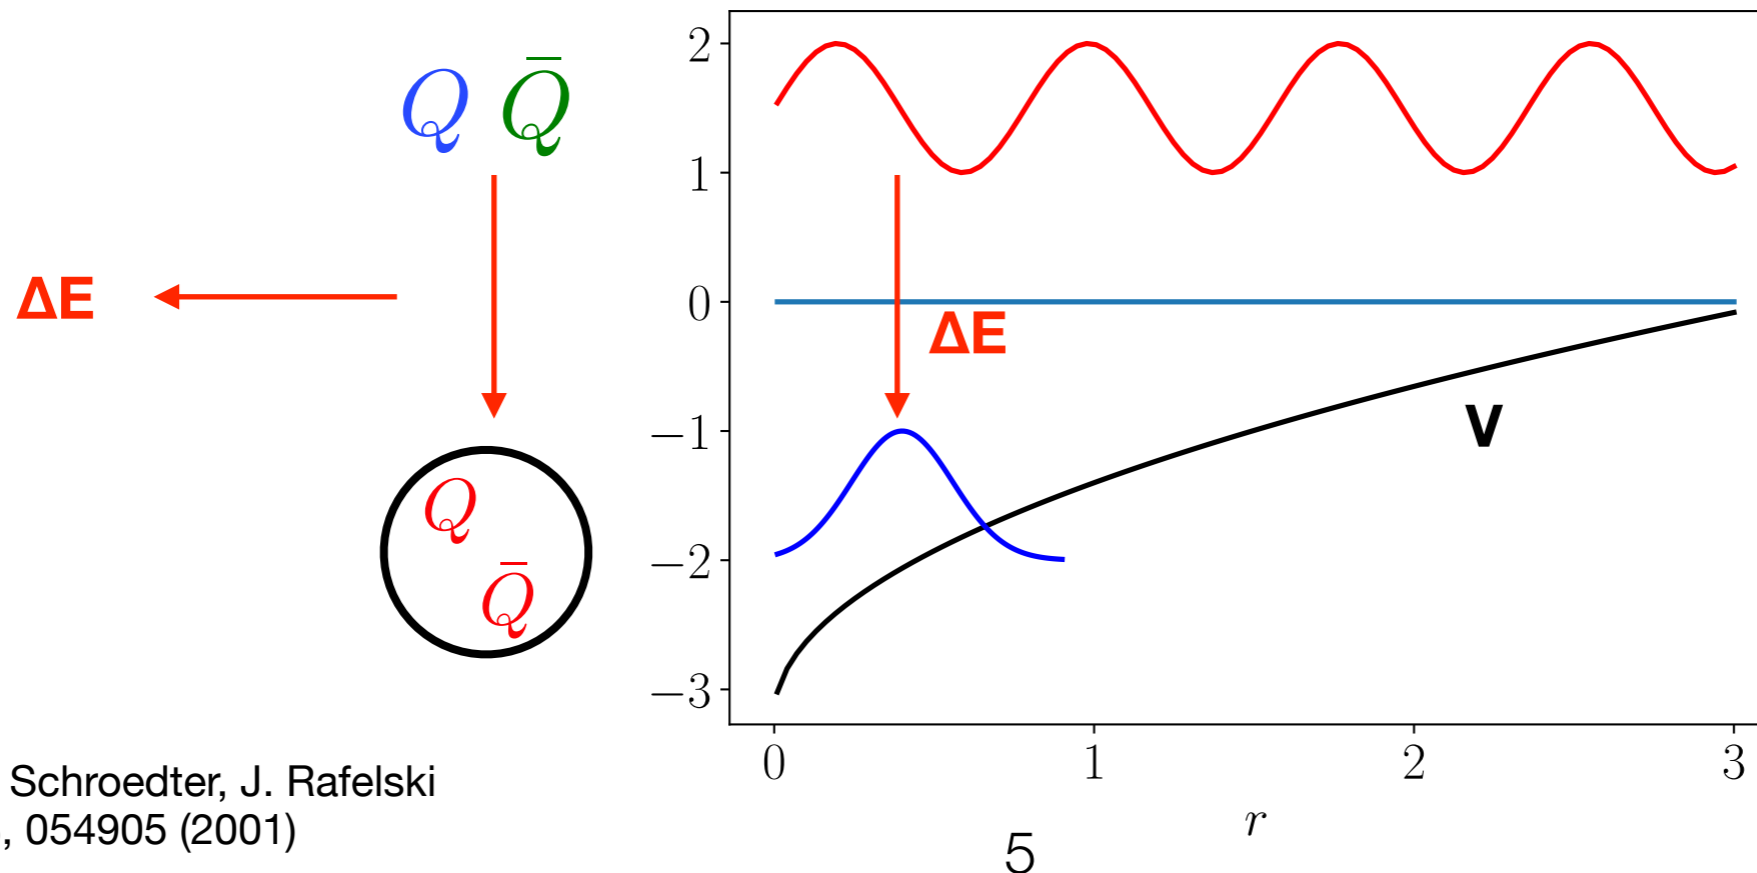 Q Q̄
ΔE
Q
Q̄
2
1
0
−1
−2
−3
ΔE
V
0 1 2 3
r
Schroedter, J. Rafelski
, 054905 (2001)
5